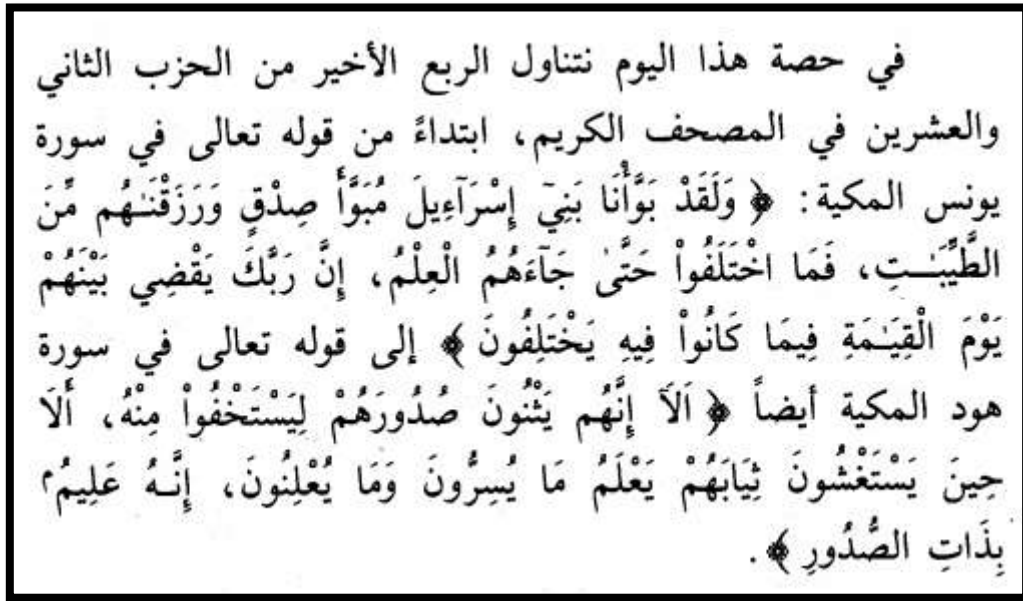 في حصة هذا اليوم نتناول الربع الأخير من الحزب الثاني
والعشرين في المصحف الكريم، ابتداءً من قوله تعالى في سورة
يونس المكية: ﴿ وَلَقَدْ بَوَّأْنَا بَنِيٓ إِسْرَآءِيلَ مُبَوَّأَ صِدْقٍ وَرَزَقْنَـٰهُم مِّنَ
الطَّيِّبَـٰتِ، فَمَا اخْتَلَفُواْ حَتَّىٰ جَآءَهُمُ الْعِلْمُ، إِنَّ رَبَّكَ يَقْضِي بَيْنَهُمْ
يَوْمَ الْقِيَـٰمَةِ فِيمَا كَانُواْ فِيهِ يَخْتَلِفُونَ ﴾ إلى قوله تعالى في سورة
هود المكية أيضاً ﴿ اَلَآ إِنَّهُم يَثْنُونَ صُدُورَهُمْ لِيَسْتَخْفُواْ مِنْهُ، أَلَا
حِينَ يَسْتَغْشُونَ ثِيَابَهُمْ يَعْلَمُ مَا يُسِرُّونَ وَمَا يُعْلِنُونَ، إِنَّـهُ عَلِيمُۢ
بِذَاتِ الصُّدُورِ ﴾.